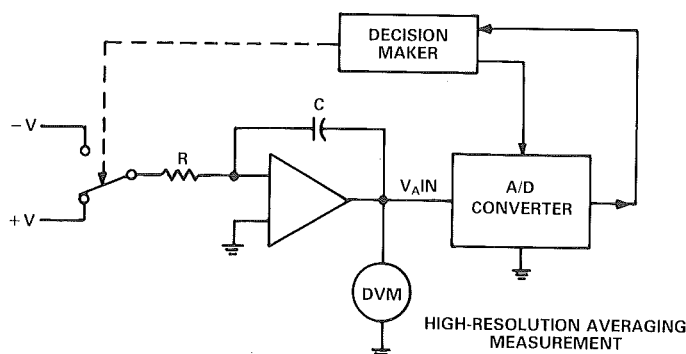 DECISION
MAKER
C
−V
R
+V
VAIN
A/D
CONVERTER
DVM
HIGH-RESOLUTION AVERAGING
MEASUREMENT